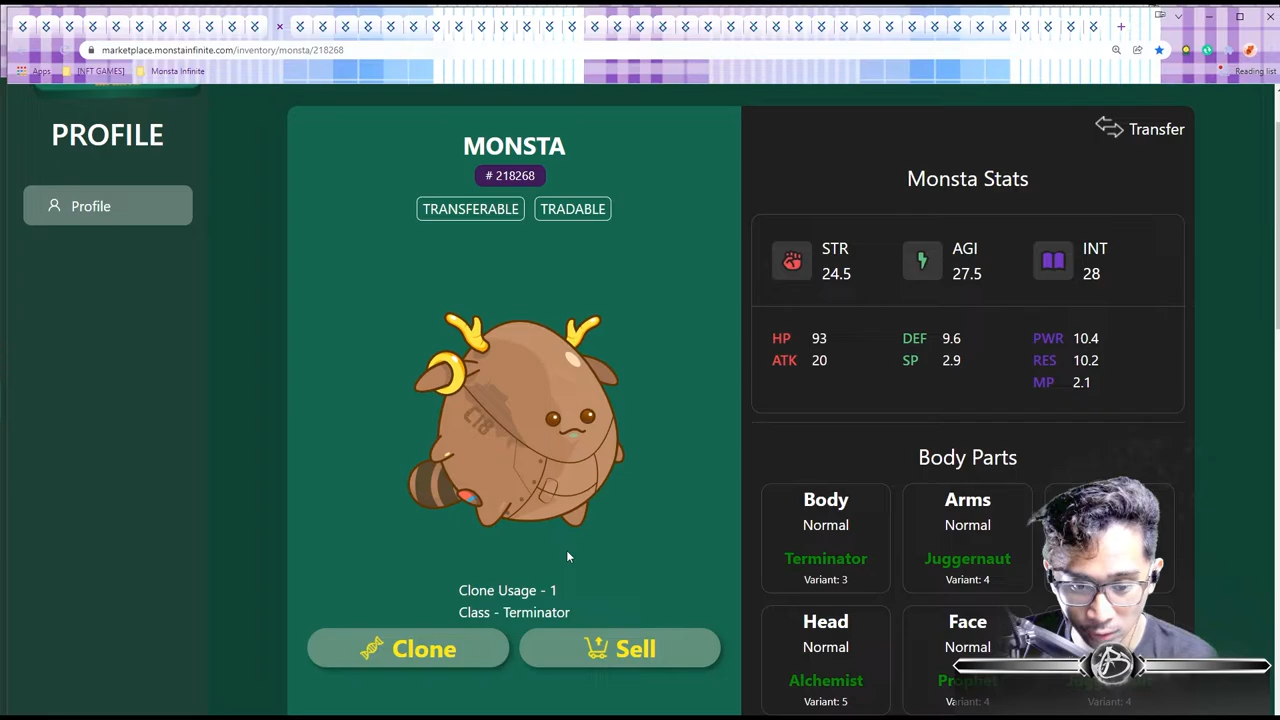 marketplace.monstainfinite.com/inventory/monsta/218268
Apps [NFT GAMES] Monsta Infinite Reading list
PROFILE
Profile
MONSTA
# 218268
TRANSFERABLE TRADABLE
C18
Clone Usage - 1
Class - Terminator
Clone Sell
Transfer
Monsta Stats
STR AGI INT
24.5 27.5 28
HP 93 DEF 9.6 PWR 10.4
ATK 20 SP 2.9 RES 10.2
MP 2.1
Body Parts
Body Arms
Normal Normal
Terminator Juggernaut
Variant: 3 Variant: 4
Head Face
Normal Normal
Alchemist Prophet
Variant: 5 Variant: 4 Variant: 4